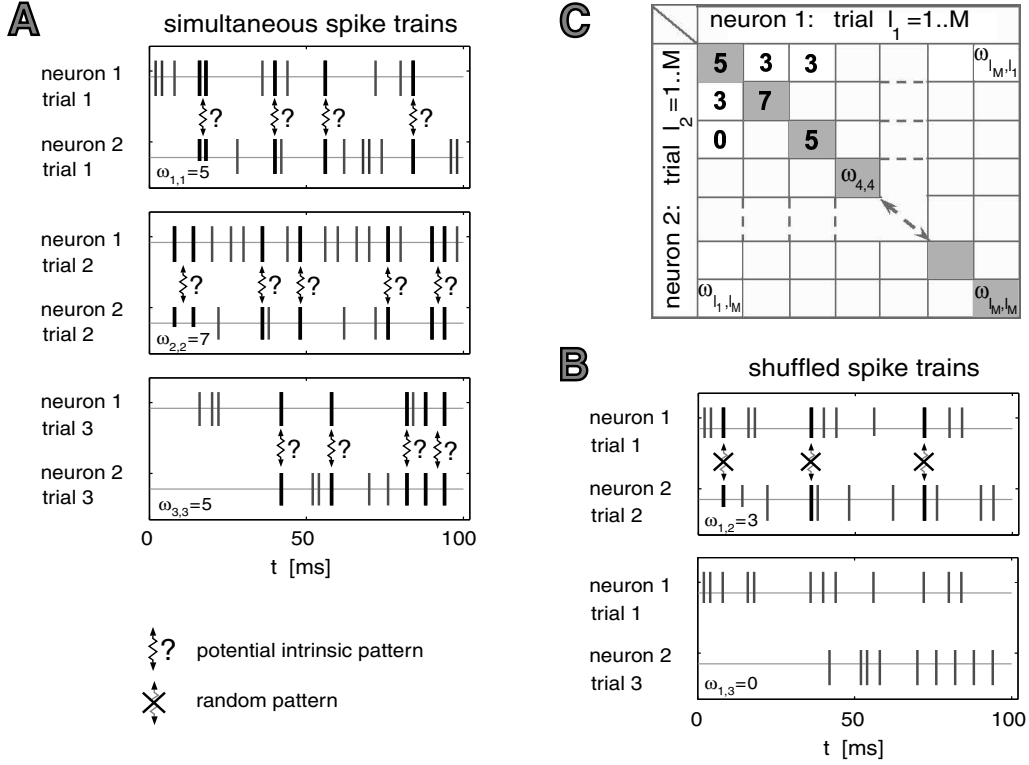 A
simultaneous spike trains
neuron 1
trial 1
?
?
?
?
neuron 2
trial 1
ω1,1=5
neuron 1
trial 2
?
?
?
?
?
neuron 2
trial 2
ω2,2=7
neuron 1
trial 3
?
?
?
?
neuron 2
trial 3
ω3,3=5
0
50
100
t [ms]
? potential intrinsic pattern
random pattern
C
neuron 1: trial l1=1..M
neuron 2: trial l2=1..M
5 3 3 ωlM,l1
3 7
0 5
ω4,4
ωl1,lM ωlM,lM
B
shuffled spike trains
neuron 1
trial 1
neuron 2
trial 2
ω1,2=3
neuron 1
trial 1
neuron 2
trial 3
ω1,3=0
0
50
100
t [ms]